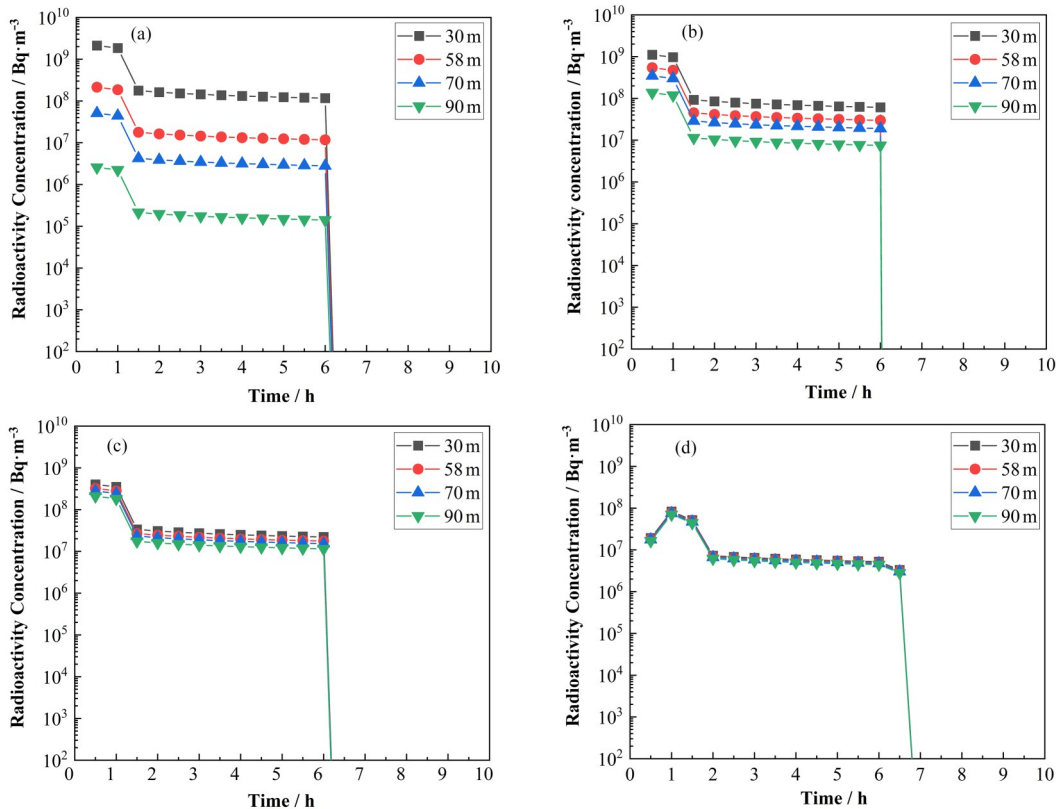 (a)
30 m
58 m
70 m
90 m
10¹⁰
10⁹
10⁸
10⁷
10⁶
10⁵
10⁴
10³
10²
Radioactivity Concentration / Bq·m⁻³
0 1 2 3 4 5 6 7 8 9 10
Time / h
(b)
30 m
58 m
70 m
90 m
10¹⁰
10⁹
10⁸
10⁷
10⁶
10⁵
10⁴
10³
10²
Radioactivity concentration / Bq·m⁻³
0 1 2 3 4 5 6 7 8 9 10
Time / h
(c)
30 m
58 m
70 m
90 m
10¹⁰
10⁹
10⁸
10⁷
10⁶
10⁵
10⁴
10³
10²
Radioactivity Concentration / Bq·m⁻³
0 1 2 3 4 5 6 7 8 9 10
Time / h
(d)
30 m
58 m
70 m
90 m
10¹⁰
10⁹
10⁸
10⁷
10⁶
10⁵
10⁴
10³
10²
Radioactivity Concentration / Bq·m⁻³
0 1 2 3 4 5 6 7 8 9 10
Time / h